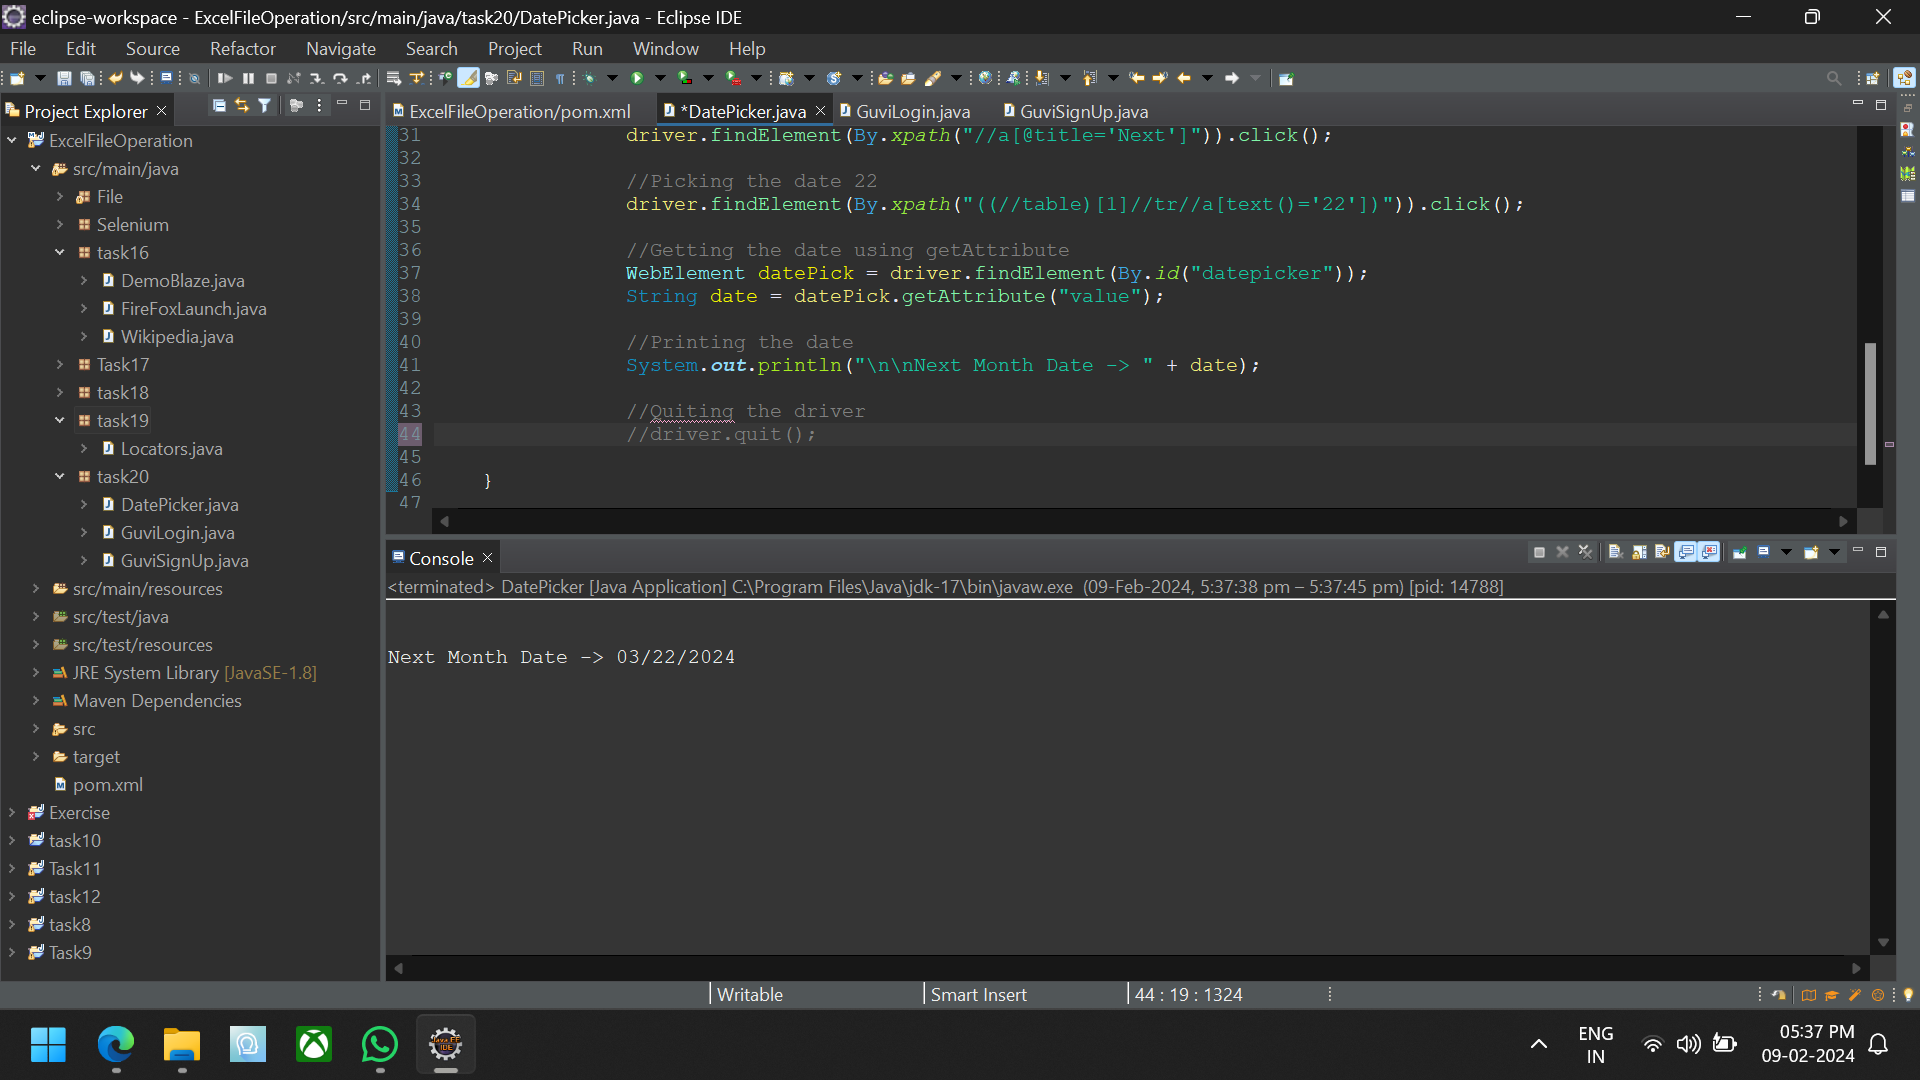 eclipse-workspace - ExcelFileOperation/src/main/java/task20/DatePicker.java - Eclipse IDE
File Edit Source Refactor Navigate Search Project Run Window Help
Project Explorer
ExcelFileOperation
src/main/java
File
Selenium
task16
DemoBlaze.java
FireFoxLaunch.java
Wikipedia.java
Task17
task18
task19
Locators.java
task20
DatePicker.java
GuviLogin.java
GuviSignUp.java
src/main/resources
src/test/java
src/test/resources
JRE System Library [JavaSE-1.8]
Maven Dependencies
src
target
pom.xml
Exercise
task10
Task11
task12
task8
Task9
ExcelFileOperation/pom.xml *DatePicker.java GuviLogin.java GuviSignUp.java
31 driver.findElement(By.xpath("//a[@title='Next']")).click();
32
33 //Picking the date 22
34 driver.findElement(By.xpath("((//table)[1]//tr//a[text()='22'])")).click();
35
36 //Getting the date using getAttribute
37 WebElement datePick = driver.findElement(By.id("datepicker"));
38 String date = datePick.getAttribute("value");
39
40 //Printing the date
41 System.out.println("\n\nNext Month Date -> " + date);
42
43 //Quiting the driver
44 //driver.quit();
45
46 }
47
Console
<terminated> DatePicker [Java Application] C:\Program Files\Java\jdk-17\bin\javaw.exe (09-Feb-2024, 5:37:38 pm – 5:37:45 pm) [pid: 14788]
Next Month Date -> 03/22/2024
Writable Smart Insert 44 : 19 : 1324
ENG
IN
05:37 PM
09-02-2024